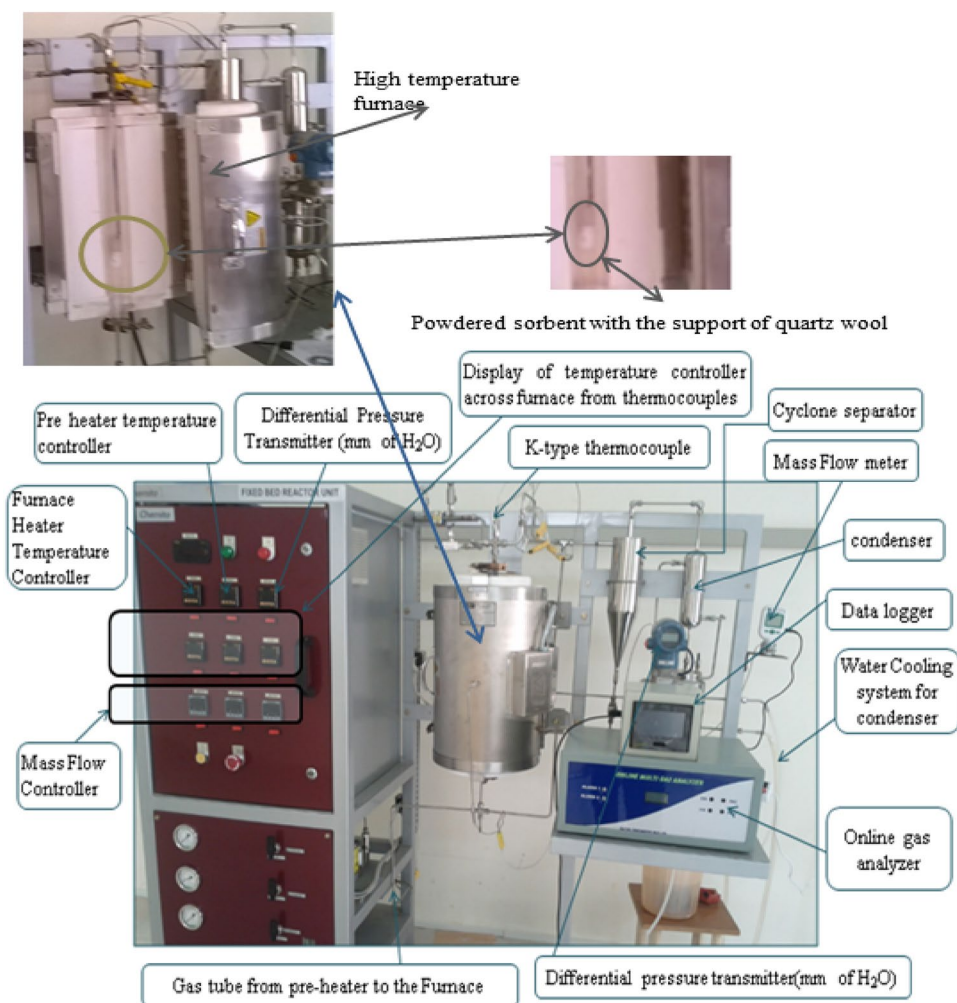 High temperature
furnace
Powdered sorbent with the support of quartz wool
Display of temperature controller
across furnace from thermocouples
Cyclone separator
Pre heater temperature
controller
Differential Pressure
Transmitter (mm of H₂O)
K-type thermocouple
Mass Flow meter
Furnace
Heater
Temperature
Controller
FIXED BED REACTOR UNIT
Chemito
condenser
Data logger
Water Cooling
system for
condenser
Mass Flow
Controller
ONLINE MULTI GAS ANALYZER
Online gas
analyzer
Gas tube from pre-heater to the Furnace
Differential pressure transmitter(mm of H₂O)